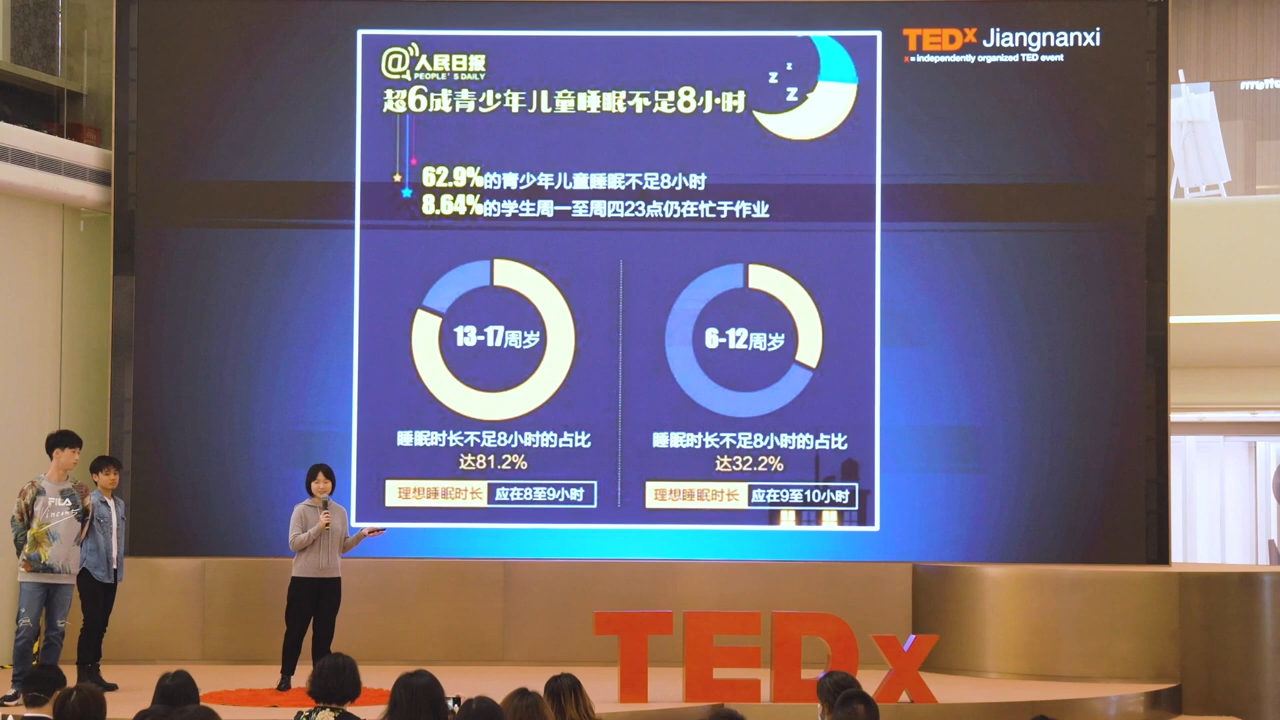 @人民日报
PEOPLE'S DAILY
超6成青少年儿童睡眠不足8小时
z
z
z
62.9%的青少年儿童睡眠不足8小时
8.64%的学生周一至周四23点仍在忙于作业
13-17周岁
睡眠时长不足8小时的占比
达81.2%
理想睡眠时长 应在8至9小时
6-12周岁
睡眠时长不足8小时的占比
达32.2%
理想睡眠时长 应在9至10小时
TEDx Jiangnanxi
x = independently organized TED event
FILA
TEDx